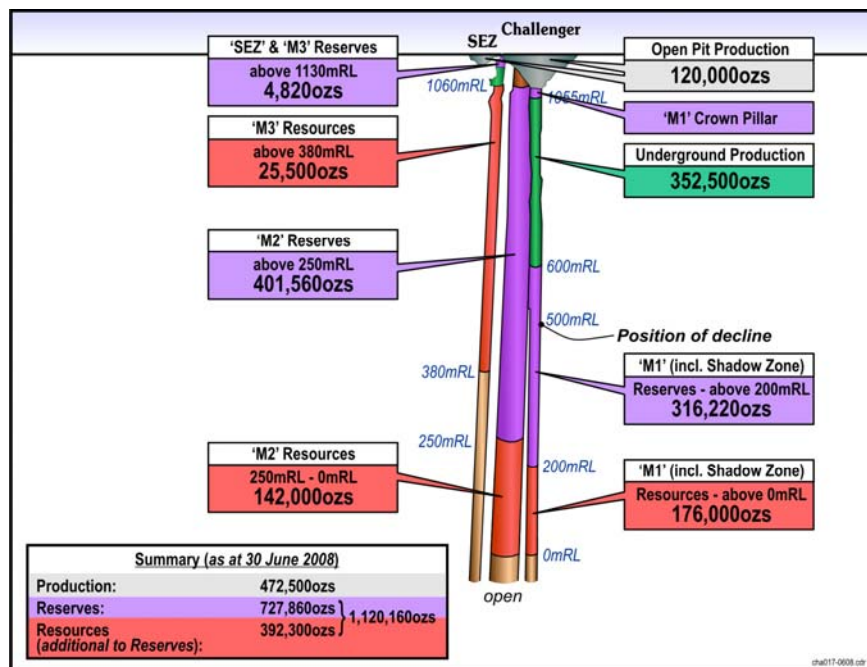 Challenger
SEZ
'SEZ' & 'M3' Reserves
above 1130mRL
4,820ozs
1060mRL
'M3' Resources
above 380mRL
25,500ozs
'M2' Reserves
above 250mRL
401,560ozs
380mRL
250mRL
'M2' Resources
250mRL - 0mRL
142,000ozs
Open Pit Production
120,000ozs
1055mRL
'M1' Crown Pillar
Underground Production
352,500ozs
600mRL
500mRL
Position of decline
'M1' (incl. Shadow Zone)
Reserves - above 200mRL
316,220ozs
200mRL
'M1' (incl. Shadow Zone)
Resources - above 0mRL
176,000ozs
0mRL
open
Summary (as at 30 June 2008)
Production: 472,500ozs
Reserves: 727,860ozs
1,120,160ozs
Resources 392,300ozs
(additional to Reserves):
cha017-0608.cdr